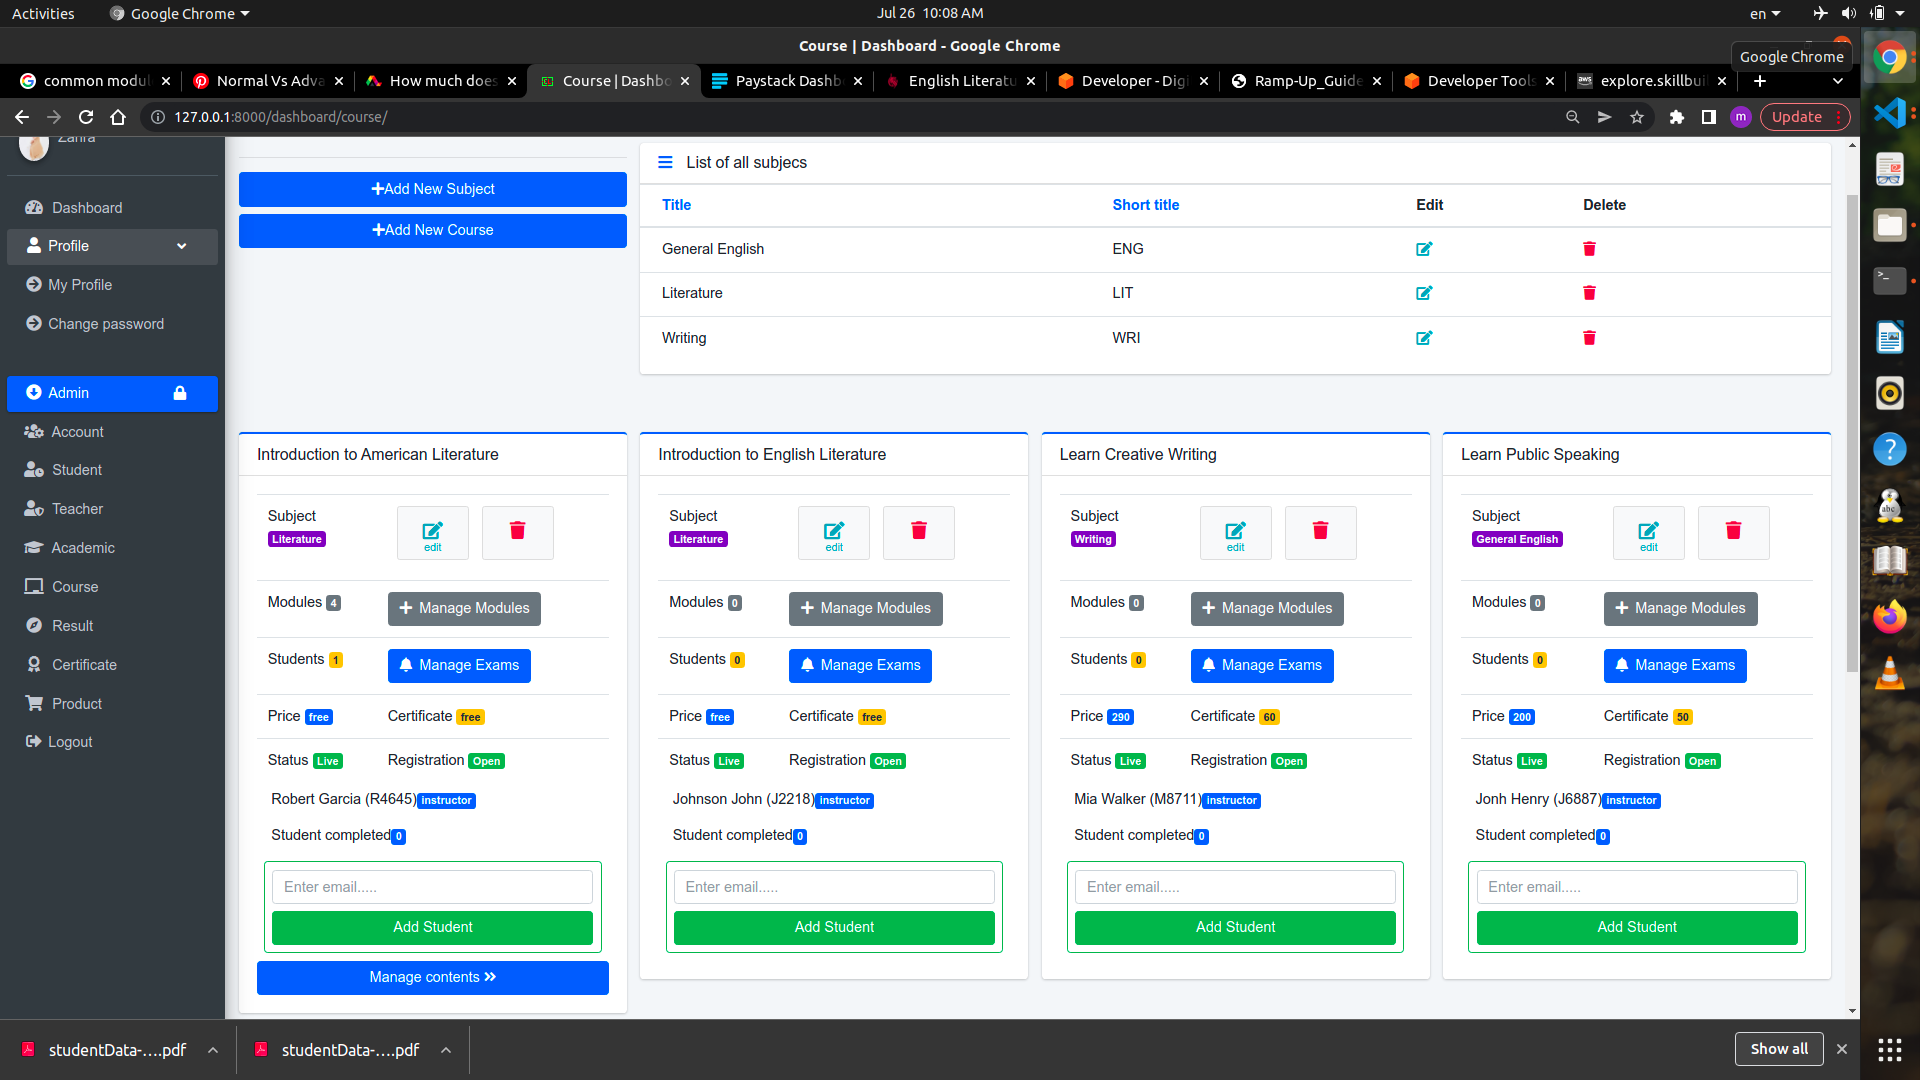 Activities Google Chrome Jul 26 10:08 AM en
Course | Dashboard - Google Chrome
Google Chrome
common modul Normal Vs Adva How much does Course | Dashbo Paystack Dashb English Literatu Developer - Digi Ramp-Up_Guide Developer Tools explore.skillbui
127.0.0.1:8000/dashboard/course/ m Update
Zahra
Dashboard
Profile
My Profile
Change password
Admin
Account
Student
Teacher
Academic
Course
Result
Certificate
Product
Logout
Add New Subject
Add New Course
List of all subjecs
Title Short title Edit Delete
General English ENG
Literature LIT
Writing WRI
Introduction to American Literature
Subject
Literature
edit
Modules 4 Manage Modules
Students 1 Manage Exams
Price free Certificate free
Status Live Registration Open
Robert Garcia (R4645) instructor
Student completed 0
Enter email.....
Add Student
Manage contents
Introduction to English Literature
Subject
Literature
edit
Modules 0 Manage Modules
Students 0 Manage Exams
Price free Certificate free
Status Live Registration Open
Johnson John (J2218) instructor
Student completed 0
Enter email.....
Add Student
Learn Creative Writing
Subject
Writing
edit
Modules 0 Manage Modules
Students 0 Manage Exams
Price 290 Certificate 60
Status Live Registration Open
Mia Walker (M8711) instructor
Student completed 0
Enter email.....
Add Student
Learn Public Speaking
Subject
General English
edit
Modules 0 Manage Modules
Students 0 Manage Exams
Price 200 Certificate 50
Status Live Registration Open
Jonh Henry (J6887) instructor
Student completed 0
Enter email.....
Add Student
studentData-....pdf studentData-....pdf Show all